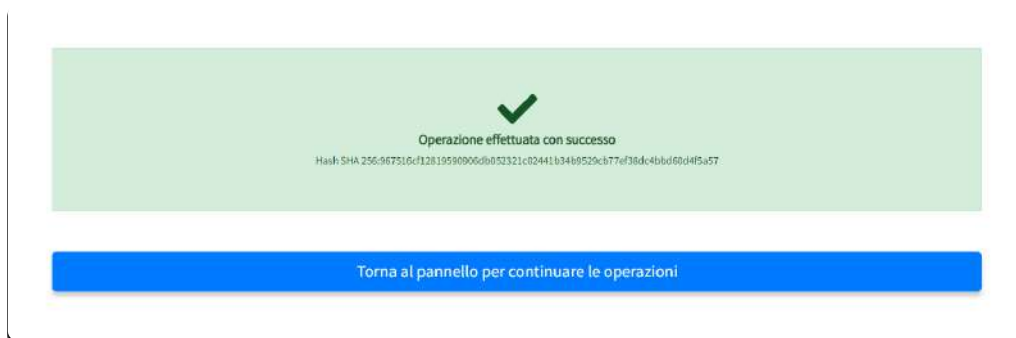 Operazione effettuata con successo
Hash SHA 256:
Torna al pannello per continuare le operazioni